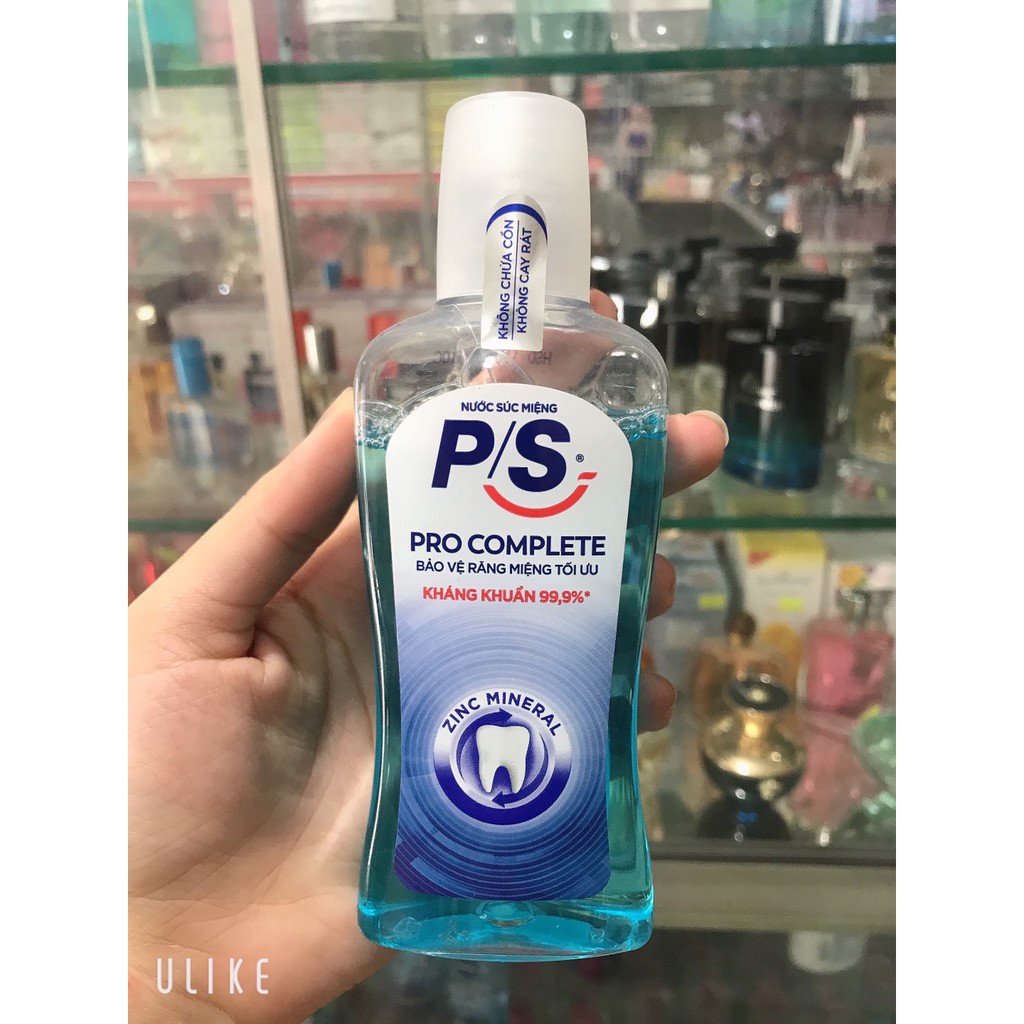 KHÔNG CHỨA CỒN
KHÔNG CAY RÁT
HSD
NƯỚC SÚC MIỆNG
P/S®
PRO COMPLETE
BẢO VỆ RĂNG MIỆNG TỐI ƯU
KHÁNG KHUẨN 99,9%*
ZINC MINERAL
ULIKE